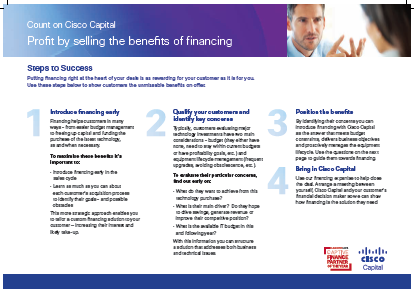 Count on Cisco Capital
Profit by selling the benefits of financing
Steps to Success
Putting financing right at the heart of your deal is as rewarding for your customer as it is for you.
Use these steps below to show customers the unmissable benefits on offer.
1
Introduce financing early
Financing helps customers in many
ways – from easier budget management
to freeing up capital and funding the
purchase of the latest technology,
as and when necessary.
To maximise these benefits it's
important to:
- Introduce financing early in the
sales cycle
- Learn as much as you can about
each customer's acquisition process
to identify their goals – and possible
obstacles
This more strategic approach enables you
to tailor a custom financing solution to your
customer – increasing their interest and
likely take-up.
2
Qualify your customers and
identify key concerns
Typically, customers evaluating major
technology investments have two main
considerations – budget (they either have
none, need to stay within current budgets
or have profitability goals, etc.) and
equipment lifecycle management (frequent
upgrades, avoiding obsolescence, etc.).
To evaluate their particular concerns,
find out early on:
- What do they want to achieve from this
technology purchase?
- What is their main driver? Do they hope
to drive savings, generate revenue or
improve their competitive position?
- What is the available IT budget in this
and following year?
With this information you can structure
a solution that addresses both business
and technical issues
3
Position the benefits
By identifying their concerns you can
introduce financing with Cisco Capital
as the answer that meets budget
constraints, delivers business objectives
and proactively manages the equipment
lifecycle. Use the questions on the next
page to guide them towards financing.
4
Bring in Cisco Capital
Use our financing expertise to help close
the deal. Arrange a meeting between
yourself, Cisco Capital and your customer's
financial decision maker so we can show
how financing is the solution they need
CAPTIVE
FINANCE
PARTNER
OF THE YEAR
CISCO
Capital